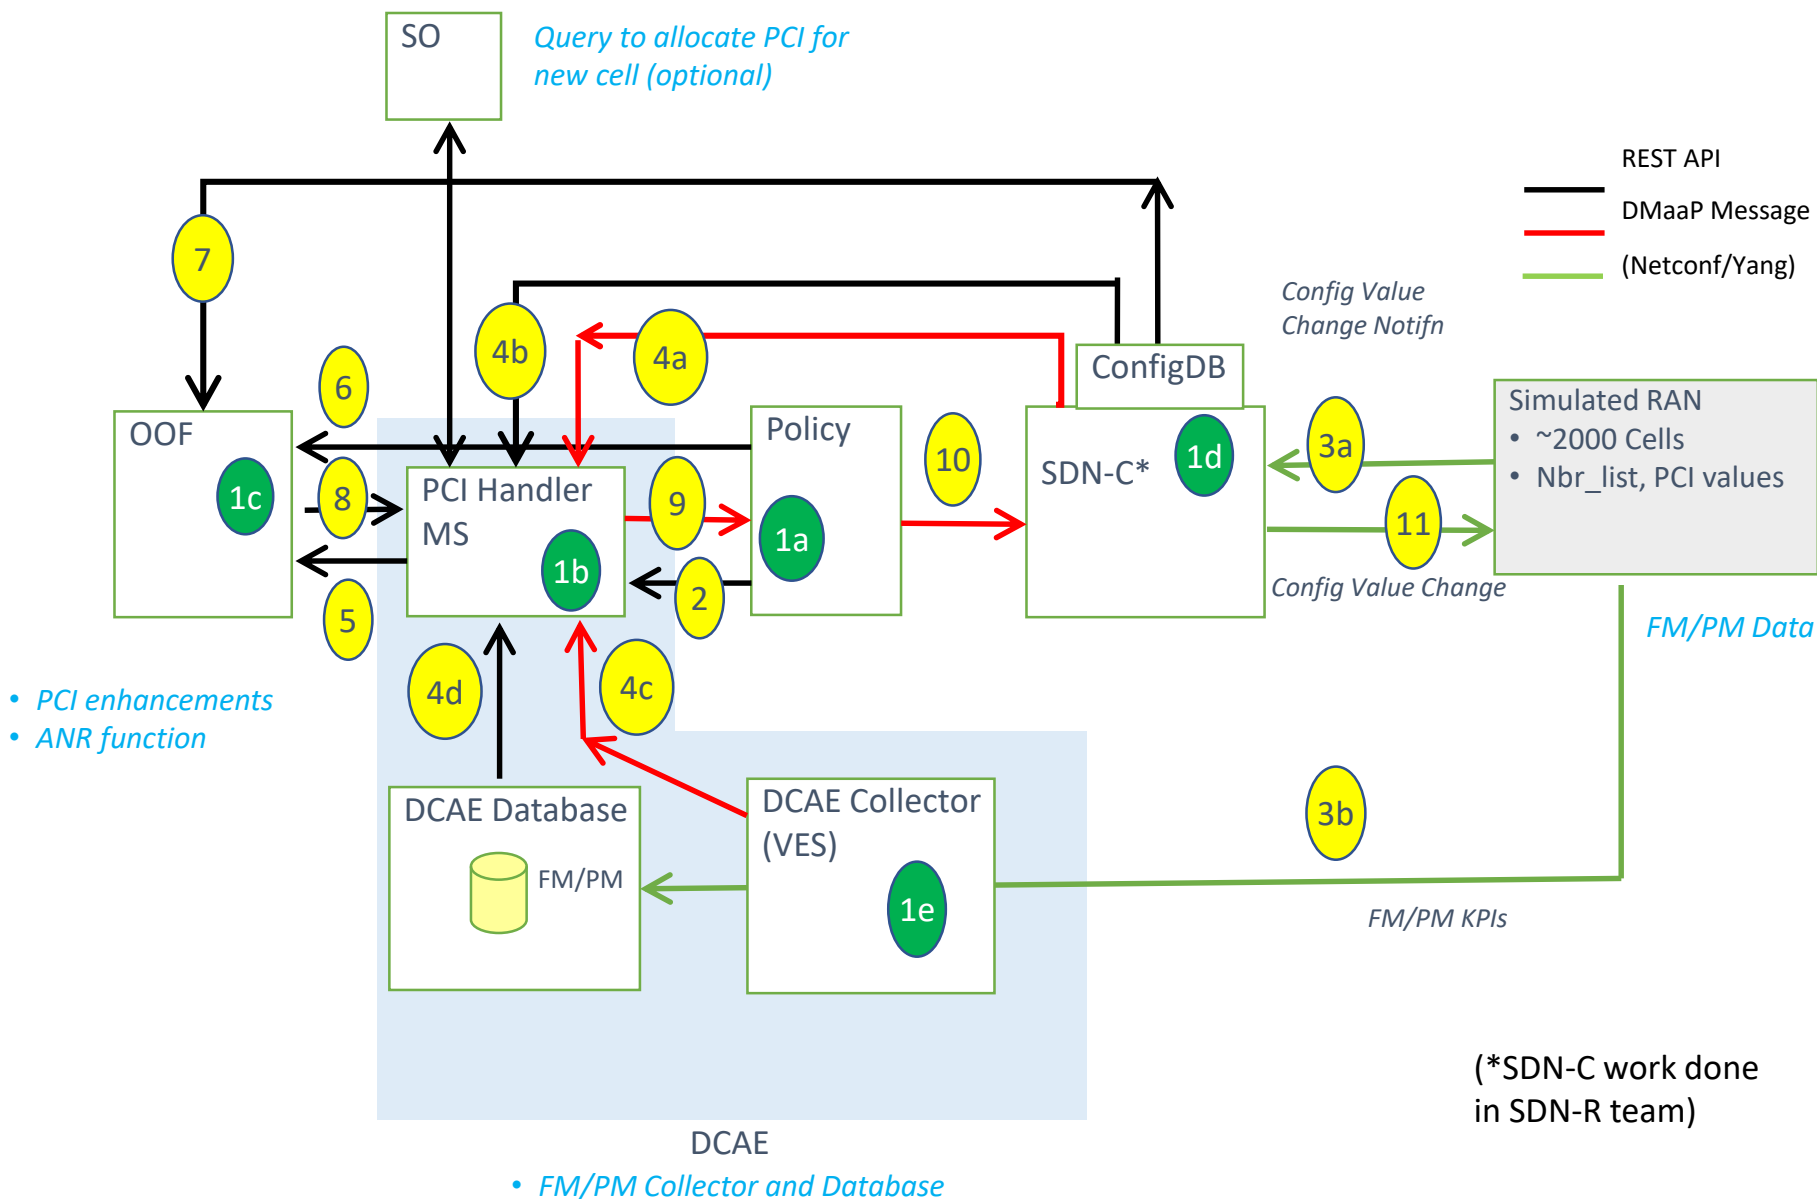 SO
Query to allocate PCI for
new cell (optional)
REST API
DMaaP Message
(Netconf/Yang)
7
Config Value
Change Notifn
4b
4a
6
ConfigDB
OOF
Policy
Simulated RAN
• ~2000 Cells
• Nbr_list, PCI values
1c
8
PCI Handler
MS
9
10
SDN-C*
1d
3a
1a
11
1b
2
5
Config Value Change
FM/PM Data
4d
4c
• PCI enhancements
• ANR function
DCAE Database
FM/PM
DCAE Collector
(VES)
1e
3b
FM/PM KPIs
(*SDN-C work done
in SDN-R team)
DCAE
• FM/PM Collector and Database